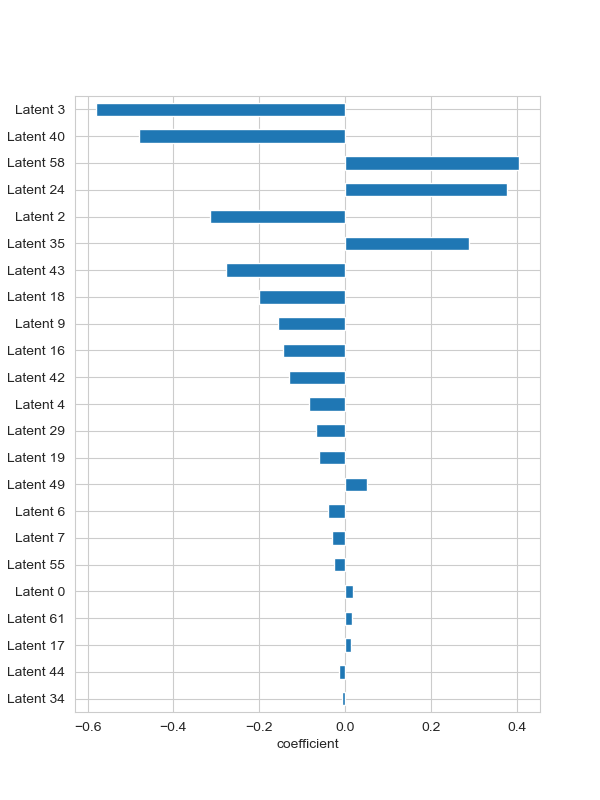 Latent 3
Latent 40
Latent 58
Latent 24
Latent 2
Latent 35
Latent 43
Latent 18
Latent 9
Latent 16
Latent 42
Latent 4
Latent 29
Latent 19
Latent 49
Latent 6
Latent 7
Latent 55
Latent 0
Latent 61
Latent 17
Latent 44
Latent 34
−0.6 −0.4 −0.2 0.0 0.2 0.4
coefficient